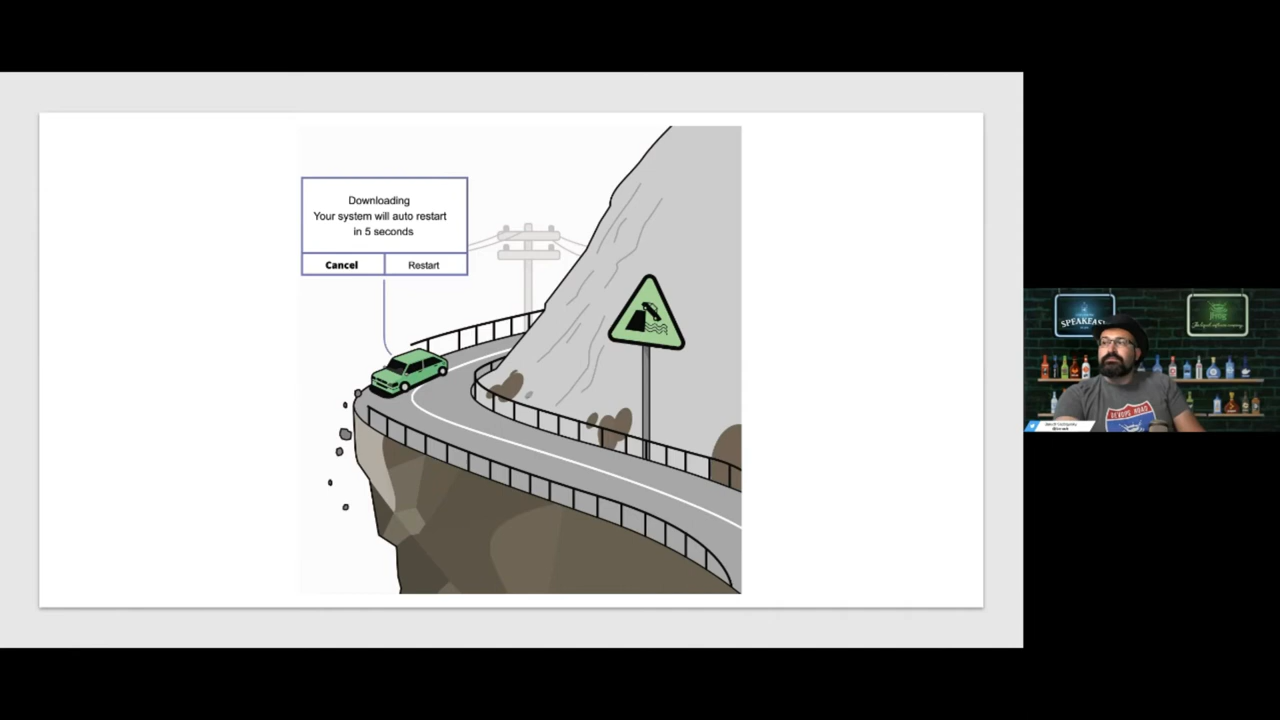 Downloading
Your system will auto restart
in 5 seconds
Cancel
Restart
SPEAKEASY
DEVOPS ROAD